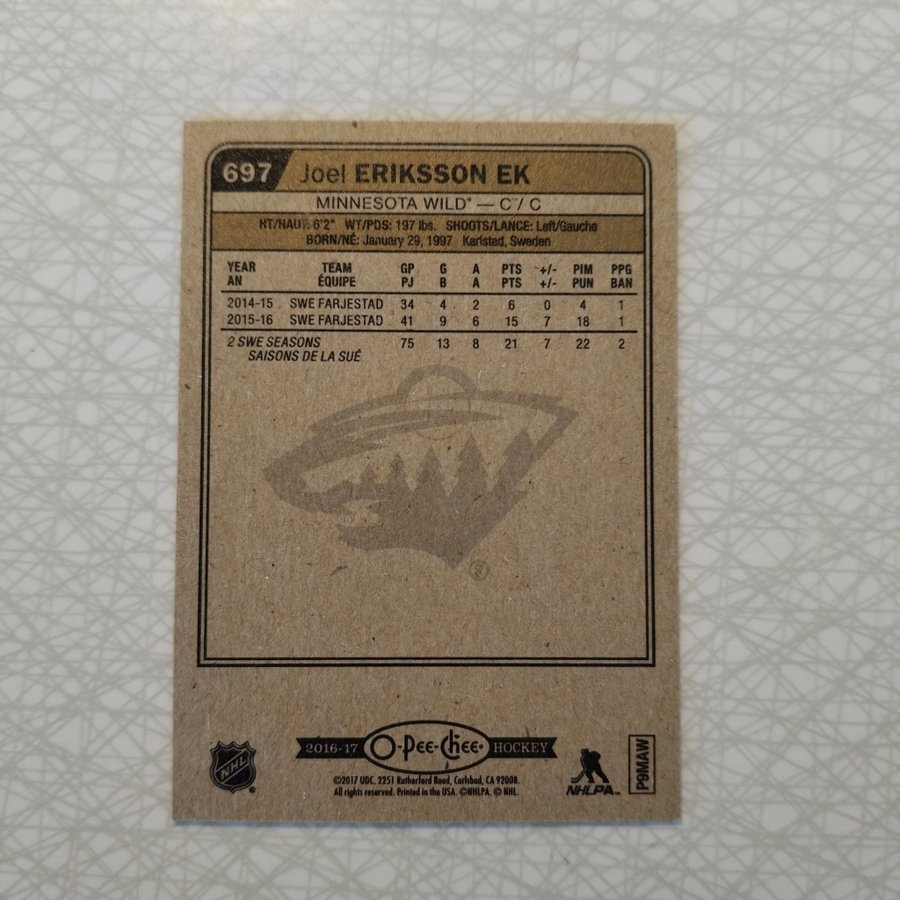 697 Joel ERIKSSON EK
MINNESOTA WILD® — C / C
HT/HAUT: 6'2" WT/PDS: 197 lbs. SHOOTS/LANCE: Left/Gauche
BORN/NÉ: January 29, 1997 Karlstad, Sweden
YEAR TEAM GP G A PTS +/- PIM PPG
AN ÉQUIPE PJ B A PTS +/- PUN BAN
2014-15 SWE FARJESTAD 34 4 2 6 0 4 1
2015-16 SWE FARJESTAD 41 9 6 15 7 18 1
2 SWE SEASONS 75 13 8 21 7 22 2
SAISONS DE LA SUÉ
®
NHL ®
2016-17 O-Pee-Chee® HOCKEY
©2017 UDC. 2251 Rutherford Road, Carlsbad, CA 92008.
All rights reserved. Printed in the USA. ©NHLPA. © NHL.
NHLPA™
P9MAW